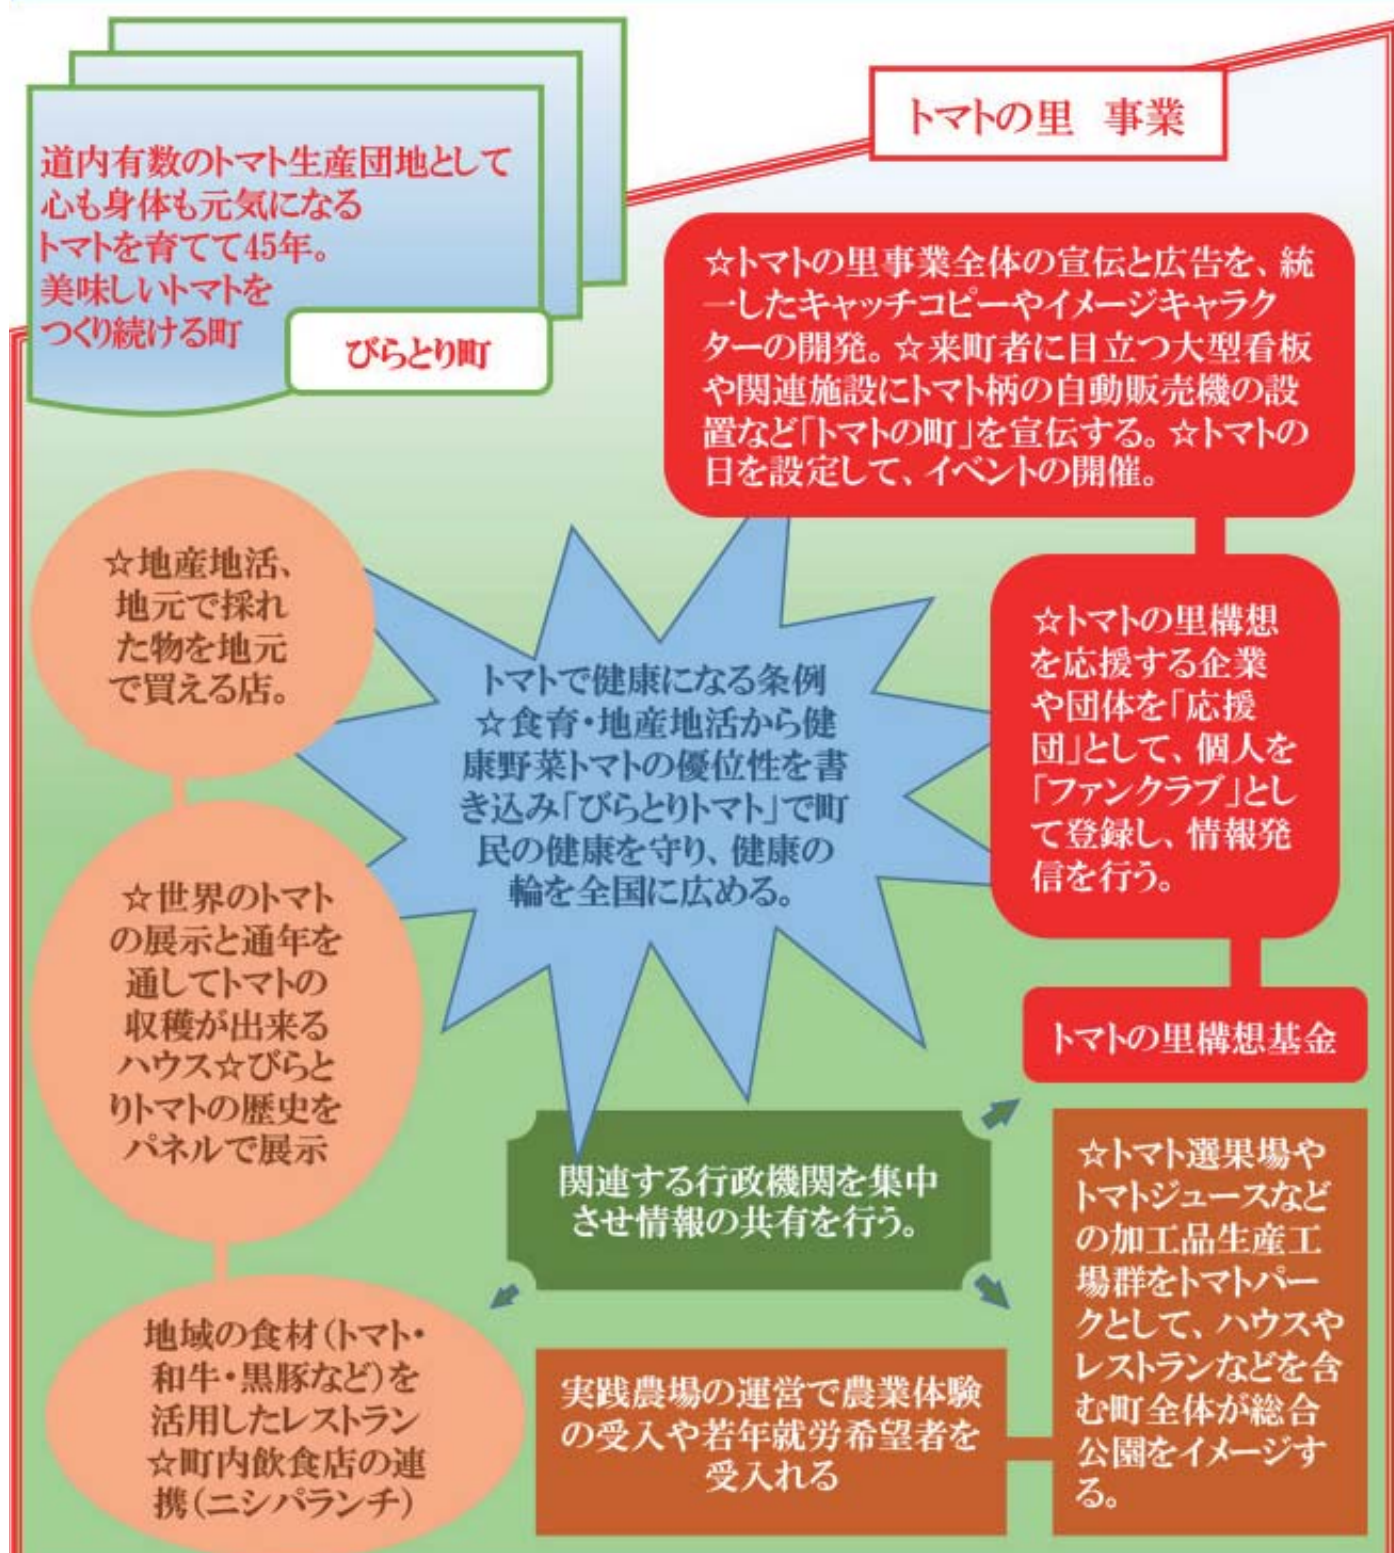 道内有数のトマト生産団地として
心も身体も元気になる
トマトを育てて45年。
美味しいトマトを
つくり続ける町
びらとり町
トマトの里 事業
☆トマトの里事業全体の宣伝と広告を、統
一したキャッチコピーやイメージキャラク
ターの開発。☆来町者に目立つ大型看板
や関連施設にトマト柄の自動販売機の設
置など「トマトの町」を宣伝する。☆トマトの
日を設定して、イベントの開催。
☆地産地活、
地元で採れ
た物を地元
で買える店。
トマトで健康になる条例
☆食育・地産地活から健
康野菜トマトの優位性を書
き込み「びらとりトマト」で町
民の健康を守り、健康の
輪を全国に広める。
☆トマトの里構想
を応援する企業
や団体を「応援
団」として、個人を
「ファンクラブ」とし
て登録し、情報発
信を行う。
☆世界のトマト
の展示と通年を
通してトマトの
収穫が出来る
ハウス☆びらと
りトマトの歴史を
パネルで展示
トマトの里構想基金
関連する行政機関を集中
させ情報の共有を行う。
☆トマト選果場や
トマトジュースなど
の加工品生産工
場群をトマトパー
クとして、ハウスや
レストランなどを含
む町全体が総合
公園をイメージす
る。
地域の食材(トマト・
和牛・黒豚など)を
活用したレストラン
☆町内飲食店の連
携(ニシパランチ)
実践農場の運営で農業体験
の受入や若年就労希望者を
受入れる